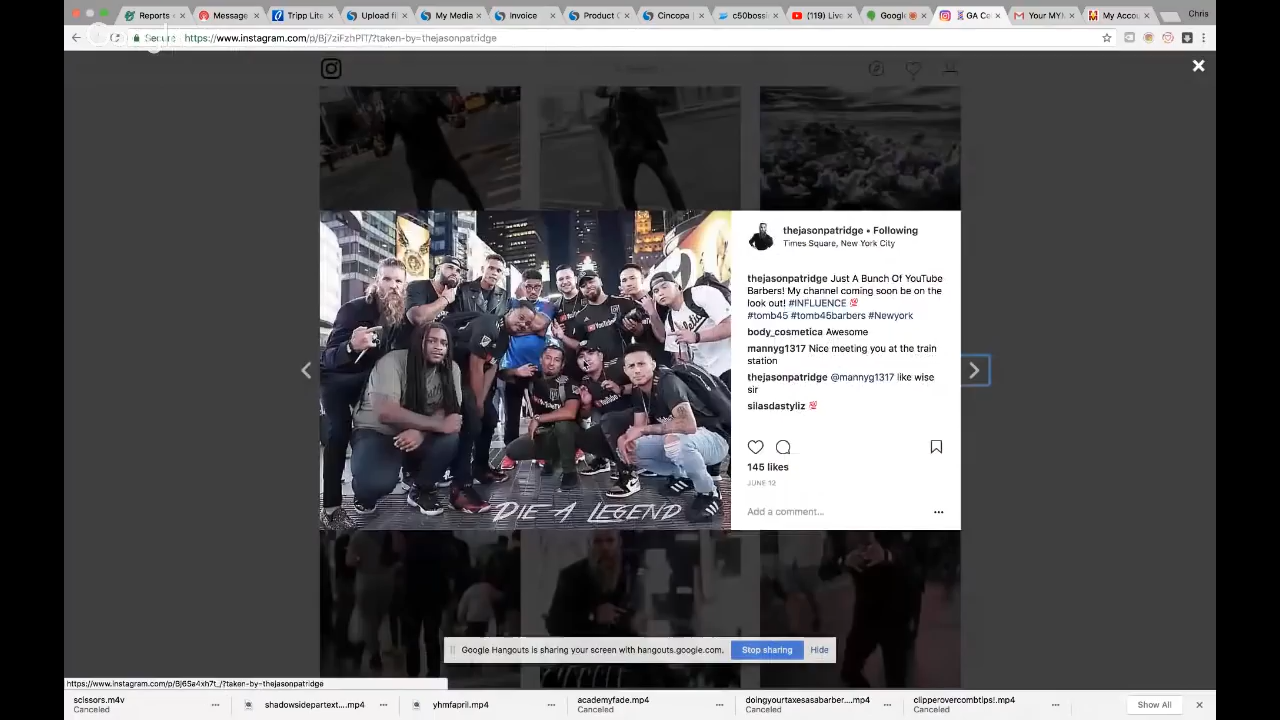 Reports
Message
Tripp Lite
Upload fil
My Media
Invoice
Product
Cincopa
c50bossi
(119) Live
Google
GA Co
Your MY
My Accou
Chris
Secure https://www.instagram.com/p/Bj7ziFzhPlT/?taken-by=thejasonpatridge
thejasonpatridge • Following
Times Square, New York City
thejasonpatridge Just A Bunch Of YouTube
Barbers! My channel coming soon be on the
look out! #INFLUENCE 💯
#tomb45 #tomb45barbers #Newyork
body_cosmetica Awesome
mannyg1317 Nice meeting you at the train
station
thejasonpatridge @mannyg1317 like wise
sir
silasdastyliz 💯
145 likes
JUNE 12
Add a comment...
DIE A LEGEND
Google Hangouts is sharing your screen with hangouts.google.com.
Stop sharing
Hide
https://www.instagram.com/p/Bj65a4xh7t_/?taken-by=thejasonpatridge
scissors.m4v
Canceled
shadowsidepartext....mp4
yhmfapril.mp4
academyfade.mp4
Canceled
doingyourtaxesasabarber....mp4
Canceled
clipperovercombtips!.mp4
Canceled
Show All